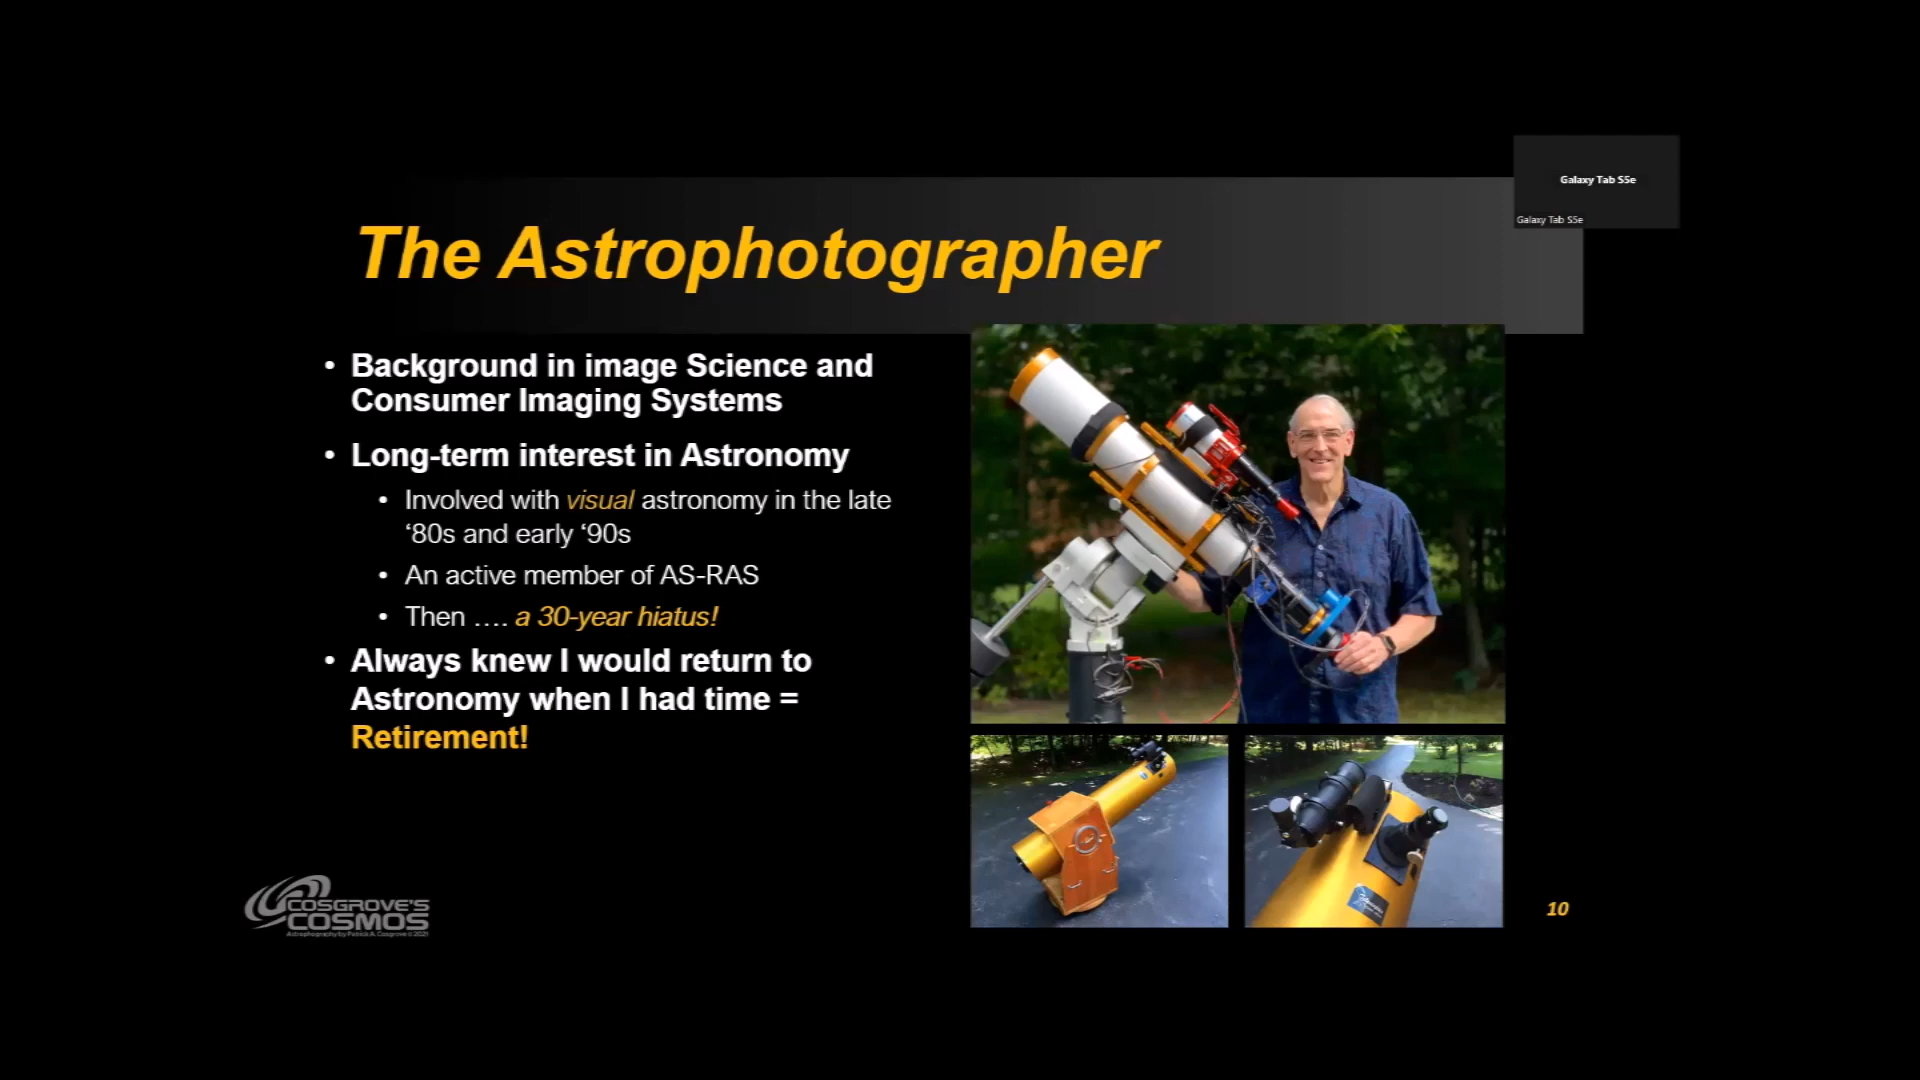 Galaxy Tab S5e
Galaxy Tab S5e
The Astrophotographer
• Background in image Science and
Consumer Imaging Systems
• Long-term interest in Astronomy
• Involved with visual astronomy in the late
‘80s and early ‘90s
• An active member of AS-RAS
• Then …. a 30-year hiatus!
• Always knew I would return to
Astronomy when I had time =
Retirement!
COSGROVE'S
COSMOS
Astrophotography by Patrick A. Cosgrove © 2021
10